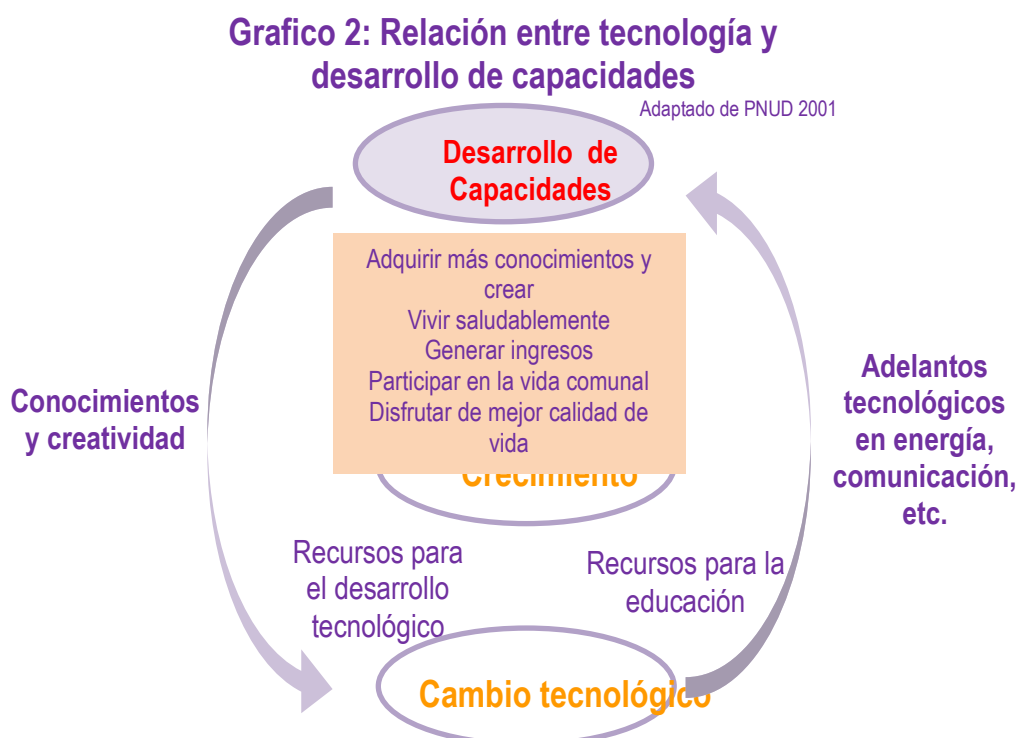 Grafico 2: Relación entre tecnología y
desarrollo de capacidades
Adaptado de PNUD 2001
Desarrollo de
Capacidades
Adquirir más conocimientos y
crear
Vivir saludablemente
Generar ingresos
Participar en la vida comunal
Disfrutar de mejor calidad de
vida
Conocimientos
y creatividad
Adelantos
tecnológicos
en energía,
comunicación,
etc.
Crecimiento
Recursos para
el desarrollo
tecnológico
Recursos para la
educación
Cambio tecnológico